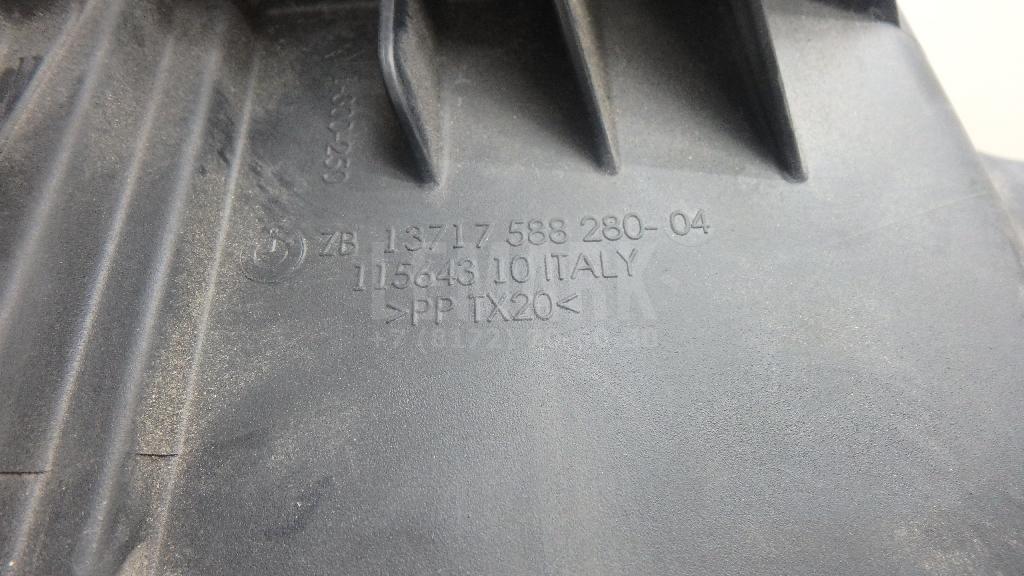 ZB 13717 588 280-04
115643 10 ITALY
>PP TX20<